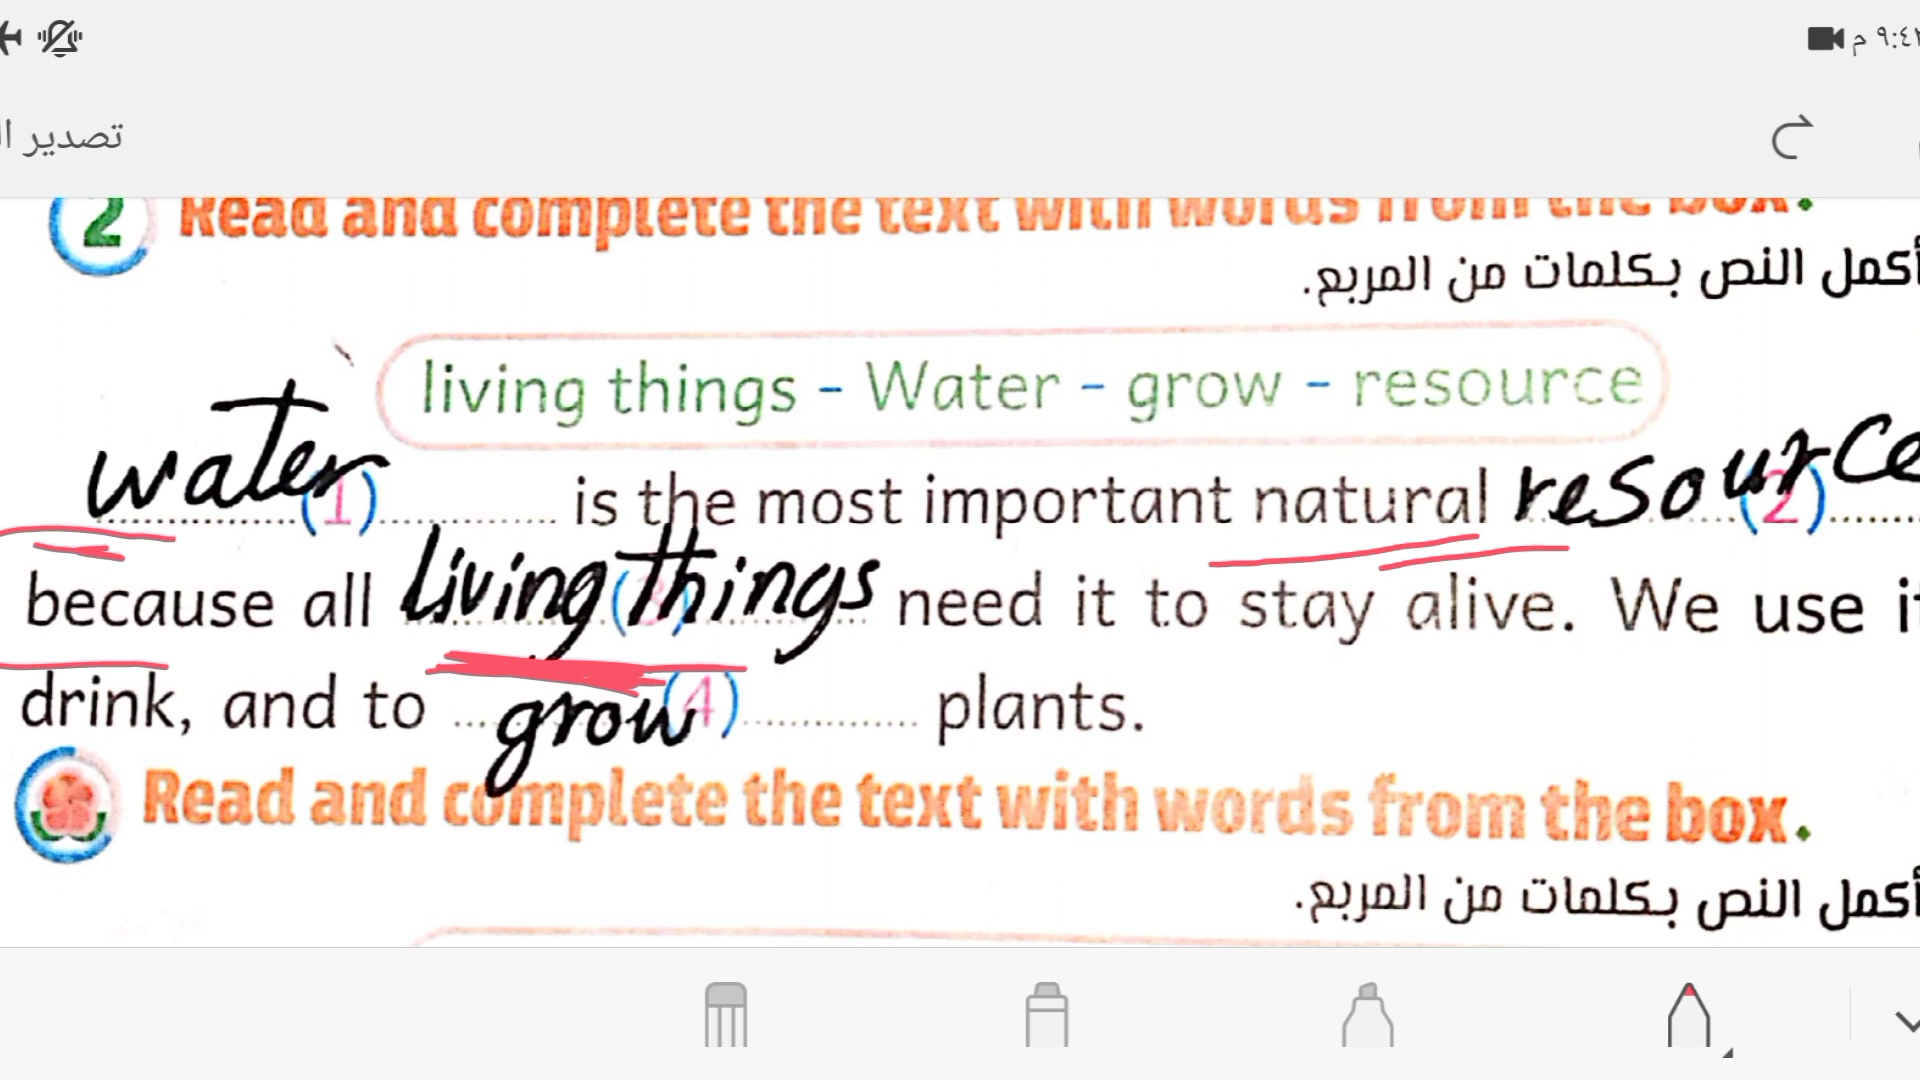 م ٩:٤٢
تصدير ال
2 Read and complete the text with words from the box.
أكمل النص بكلمات من المربع.
living things - Water - grow - resource
water (1) is the most important natural resource (2)
because all living things (3) need it to stay alive. We use it
drink, and to grow (4) plants.
Read and complete the text with words from the box.
أكمل النص بكلمات من المربع.